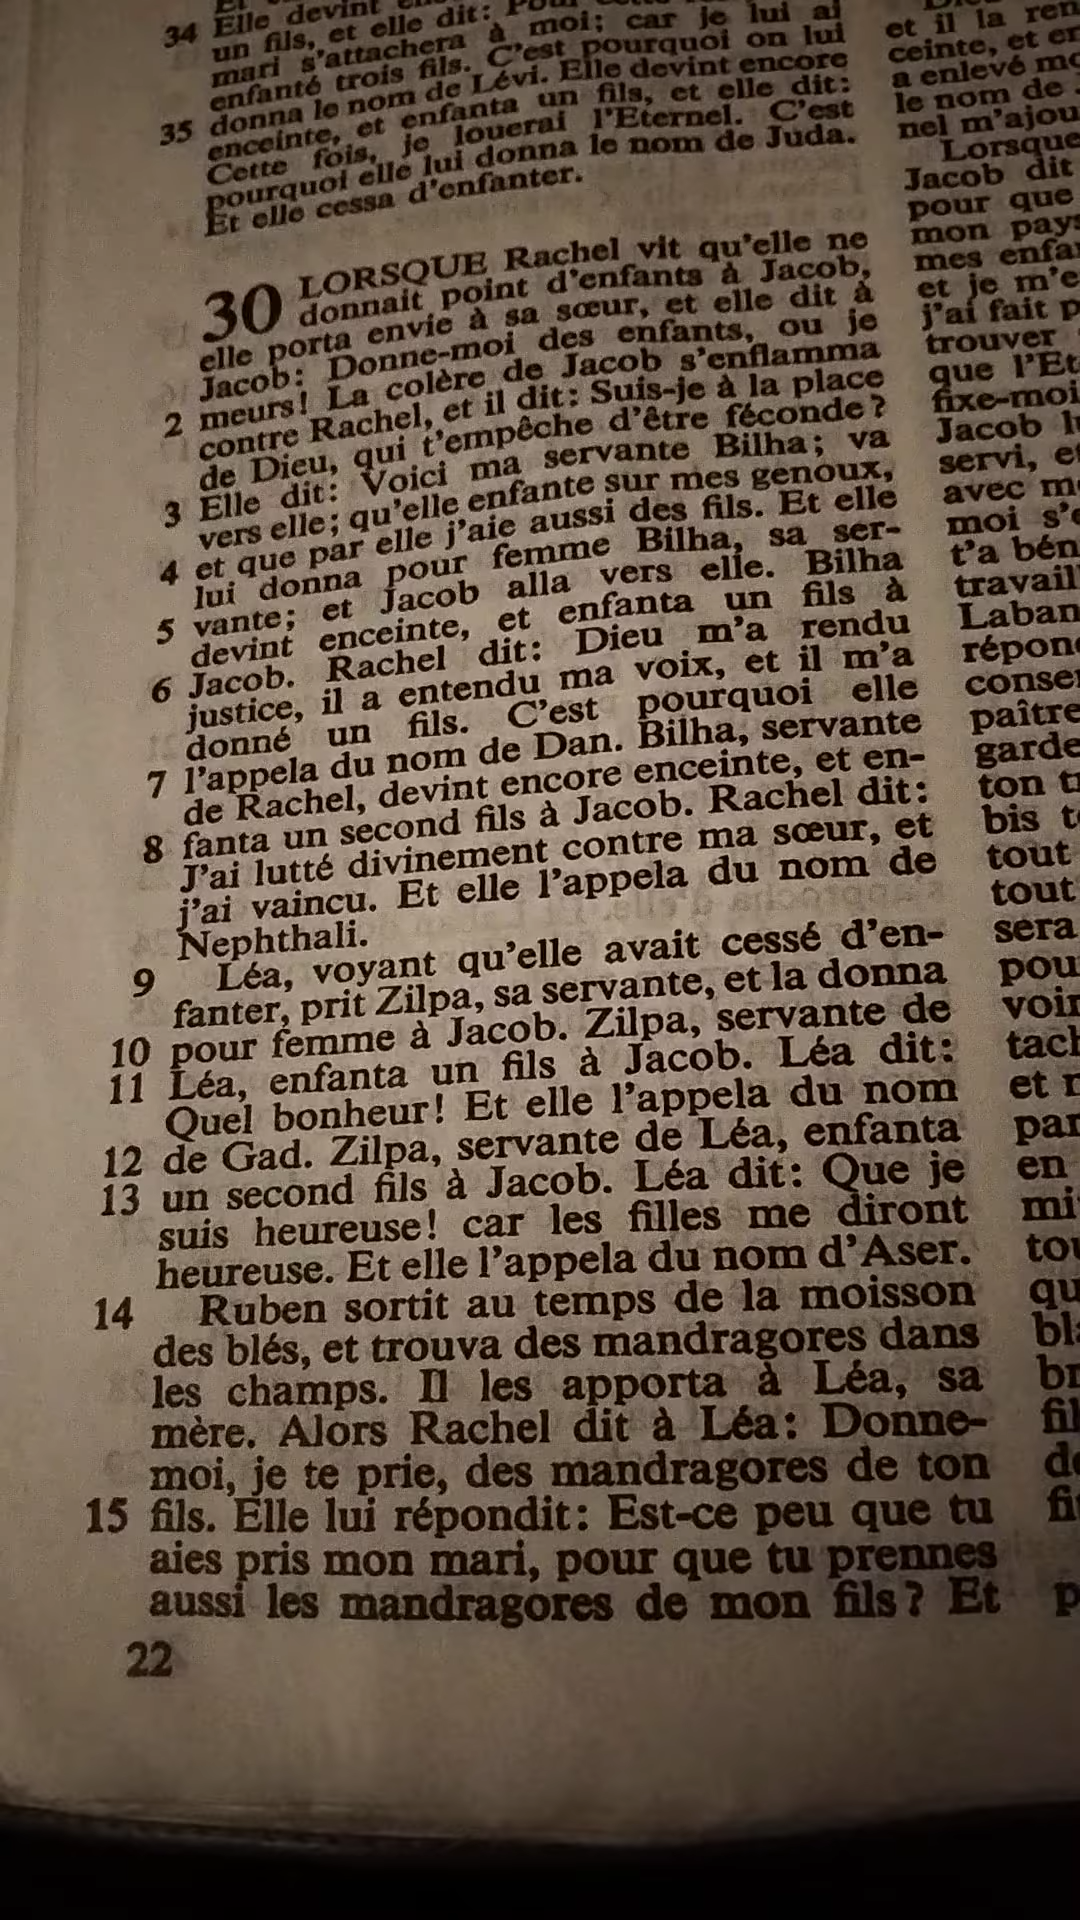 34 Elle devint
un fils, et elle dit:
mari s'attachera à moi; car je lui ai
enfanté trois fils. C'est pourquoi on lui
35 donna le nom de Lévi. Elle devint encore
enceinte, et enfanta un fils, et elle dit:
Cette fois, je louerai l'Eternel. C'est
pourquoi elle lui donna le nom de Juda.
Et elle cessa d'enfanter.
30 LORSQUE Rachel vit qu'elle ne
donnait point d'enfants à Jacob,
elle porta envie à sa sœur, et elle dit à
Jacob: Donne-moi des enfants, ou je
2 meurs! La colère de Jacob s'enflamma
contre Rachel, et il dit: Suis-je à la place
de Dieu, qui t'empêche d'être féconde?
3 Elle dit: Voici ma servante Bilha; va
vers elle; qu'elle enfante sur mes genoux,
4 et que par elle j'aie aussi des fils. Et elle
lui donna pour femme Bilha, sa ser-
5 vante; et Jacob alla vers elle. Bilha
devint enceinte, et enfanta un fils à
6 Jacob. Rachel dit: Dieu m'a rendu
justice, il a entendu ma voix, et il m'a
donné un fils. C'est pourquoi elle
7 l'appela du nom de Dan. Bilha, servante
de Rachel, devint encore enceinte, et en-
8 fanta un second fils à Jacob. Rachel dit:
J'ai lutté divinement contre ma sœur, et
j'ai vaincu. Et elle l'appela du nom de
Nephthali.
9 Léa, voyant qu'elle avait cessé d'en-
fanter, prit Zilpa, sa servante, et la donna
10 pour femme à Jacob. Zilpa, servante de
11 Léa, enfanta un fils à Jacob. Léa dit:
Quel bonheur! Et elle l'appela du nom
12 de Gad. Zilpa, servante de Léa, enfanta
13 un second fils à Jacob. Léa dit: Que je
suis heureuse! car les filles me diront
heureuse. Et elle l'appela du nom d'Aser.
14 Ruben sortit au temps de la moisson
des blés, et trouva des mandragores dans
les champs. Il les apporta à Léa, sa
mère. Alors Rachel dit à Léa: Donne-
moi, je te prie, des mandragores de ton
15 fils. Elle lui répondit: Est-ce peu que tu
aies pris mon mari, pour que tu prennes
aussi les mandragores de mon fils? Et
22
et il la ren
ceinte, et en
a enlevé mo
le nom de
nel m'ajou
Lorsque
Jacob dit
pour que
mon pays
mes enfa
et je m'e
j'ai fait p
trouver
que l'Et
fixe-moi
Jacob l
servi, et
avec m
moi s'e
t'a bén
travail
Laban
répon
conse
paître
garde
ton t
bis t
tout
tout
sera
pou
voir
tach
et
par
en
mi
tou
qu
bl
br
fil
d
fi
p